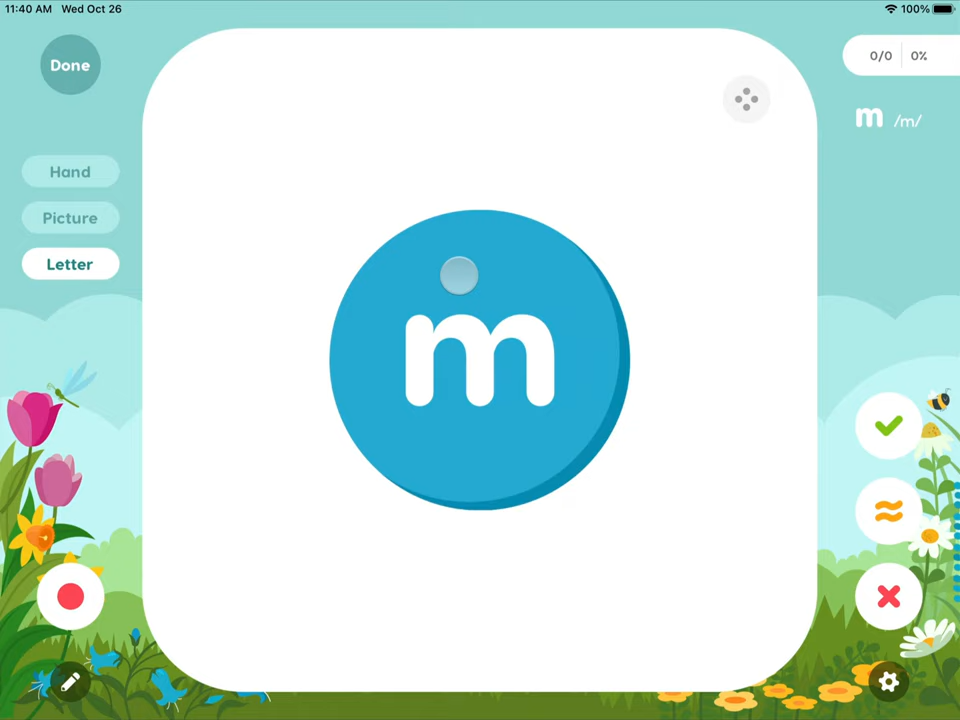 11:40 AM Wed Oct 26
100%
Done
0/0 0%
m /m/
Hand
Picture
Letter
m